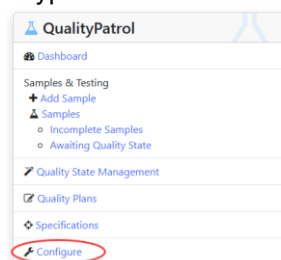 QualityPatrol
Dashboard
Samples & Testing
Add Sample
Samples
Incomplete Samples
Awaiting Quality State
Quality State Management
Quality Plans
Specifications
Configure